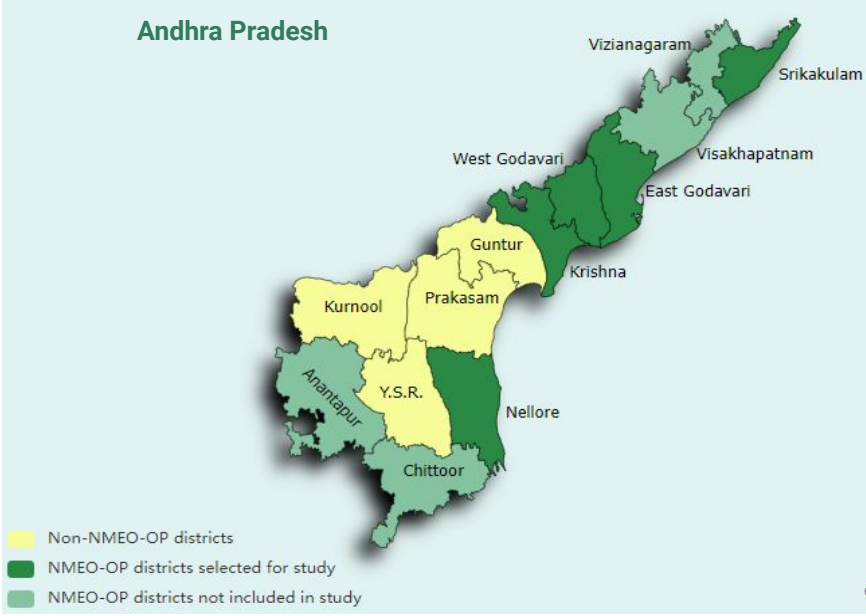 Andhra Pradesh
Vizianagaram
Srikakulam
Visakhapatnam
West Godavari
East Godavari
Guntur
Krishna
Prakasam
Kurnool
Anantapur
Y.S.R.
Nellore
Chittoor
Non-NMEO-OP districts
NMEO-OP districts selected for study
NMEO-OP districts not included in study